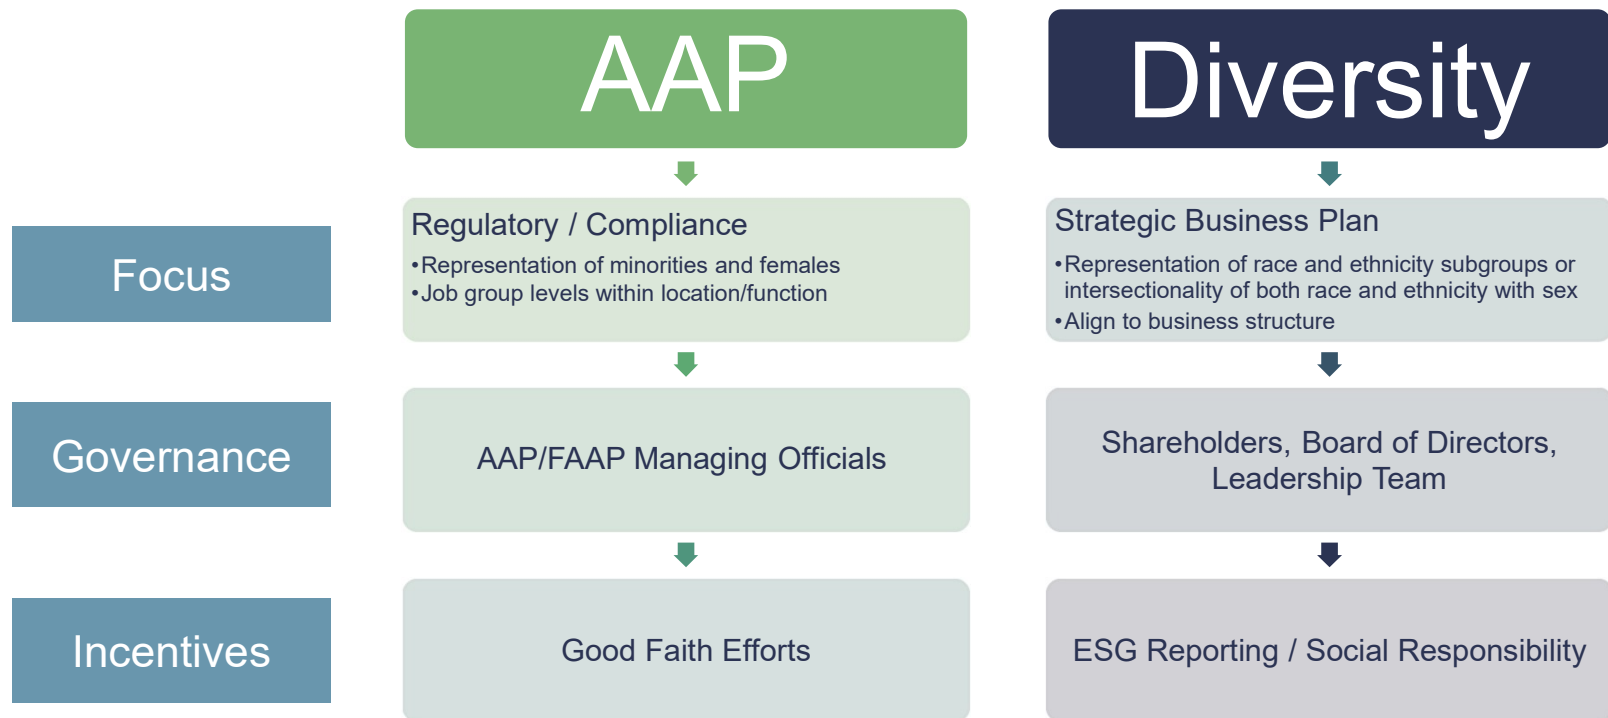 AAP
Diversity
Focus
Regulatory / Compliance
•Representation of minorities and females
•Job group levels within location/function
Strategic Business Plan
•Representation of race and ethnicity subgroups or
intersectionality of both race and ethnicity with sex
•Align to business structure
Governance
AAP/FAAP Managing Officials
Shareholders, Board of Directors,
Leadership Team
Incentives
Good Faith Efforts
ESG Reporting / Social Responsibility